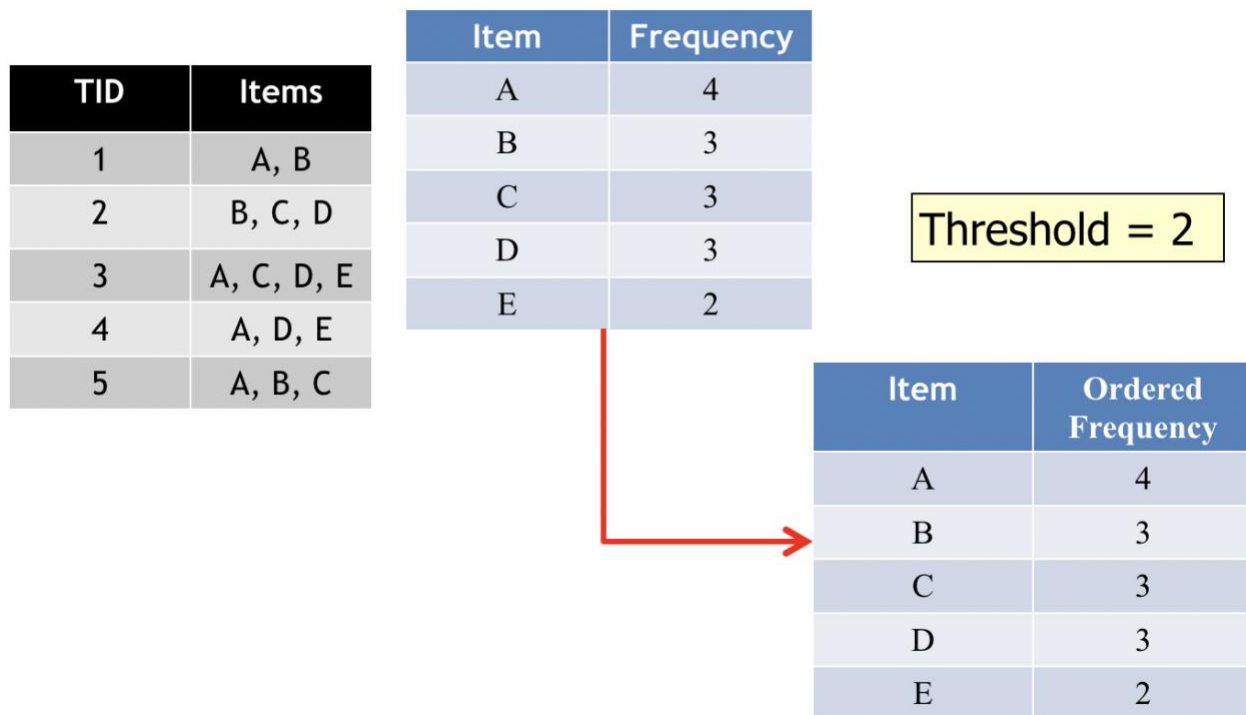 TID Items
1 A, B
2 B, C, D
3 A, C, D, E
4 A, D, E
5 A, B, C
Item Frequency
A 4
B 3
C 3
D 3
E 2
Threshold = 2
Item Ordered
Frequency
A 4
B 3
C 3
D 3
E 2